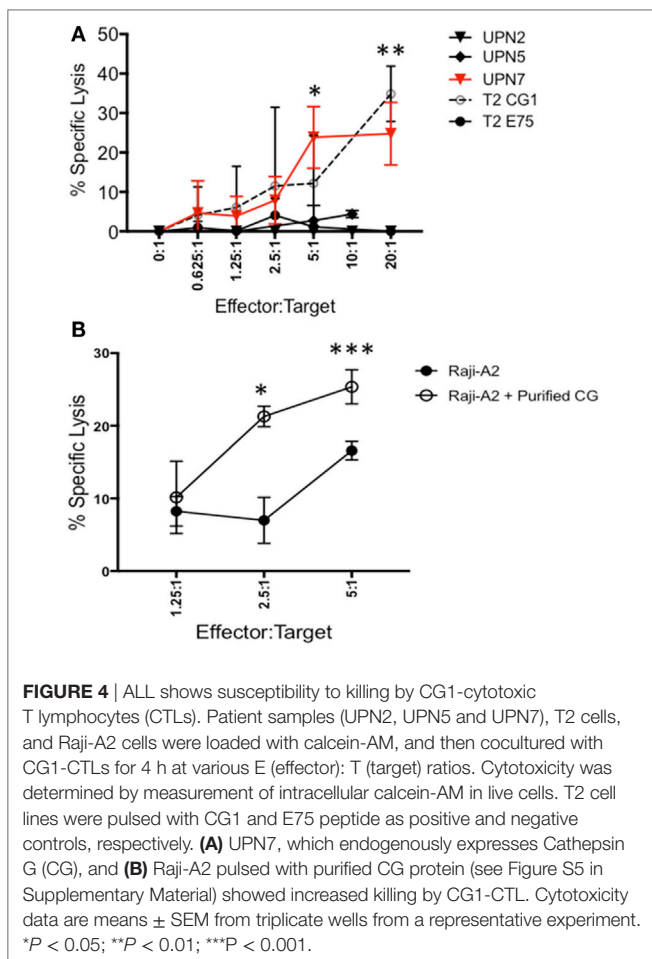 A
UPN2
UPN5
UPN7
T2 CG1
T2 E75
% Specific Lysis
50
40
30
20
10
0
*
**
0:1
0.625:1
1.25:1
2.5:1
5:1
10:1
20:1
Effector:Target
B
Raji-A2
Raji-A2 + Purified CG
% Specific Lysis
30
20
10
0
*
***
1.25:1
2.5:1
5:1
Effector:Target
FIGURE 4 | ALL shows susceptibility to killing by CG1-cytotoxic
T lymphocytes (CTLs). Patient samples (UPN2, UPN5 and UPN7), T2 cells,
and Raji-A2 cells were loaded with calcein-AM, and then cocultured with
CG1-CTLs for 4 h at various E (effector): T (target) ratios. Cytotoxicity was
determined by measurement of intracellular calcein-AM in live cells. T2 cell
lines were pulsed with CG1 and E75 peptide as positive and negative
controls, respectively. (A) UPN7, which endogenously expresses Cathepsin
G (CG), and (B) Raji-A2 pulsed with purified CG protein (see Figure S5 in
Supplementary Material) showed increased killing by CG1-CTL. Cytotoxicity
data are means ± SEM from triplicate wells from a representative experiment.
*P < 0.05; **P < 0.01; ***P < 0.001.